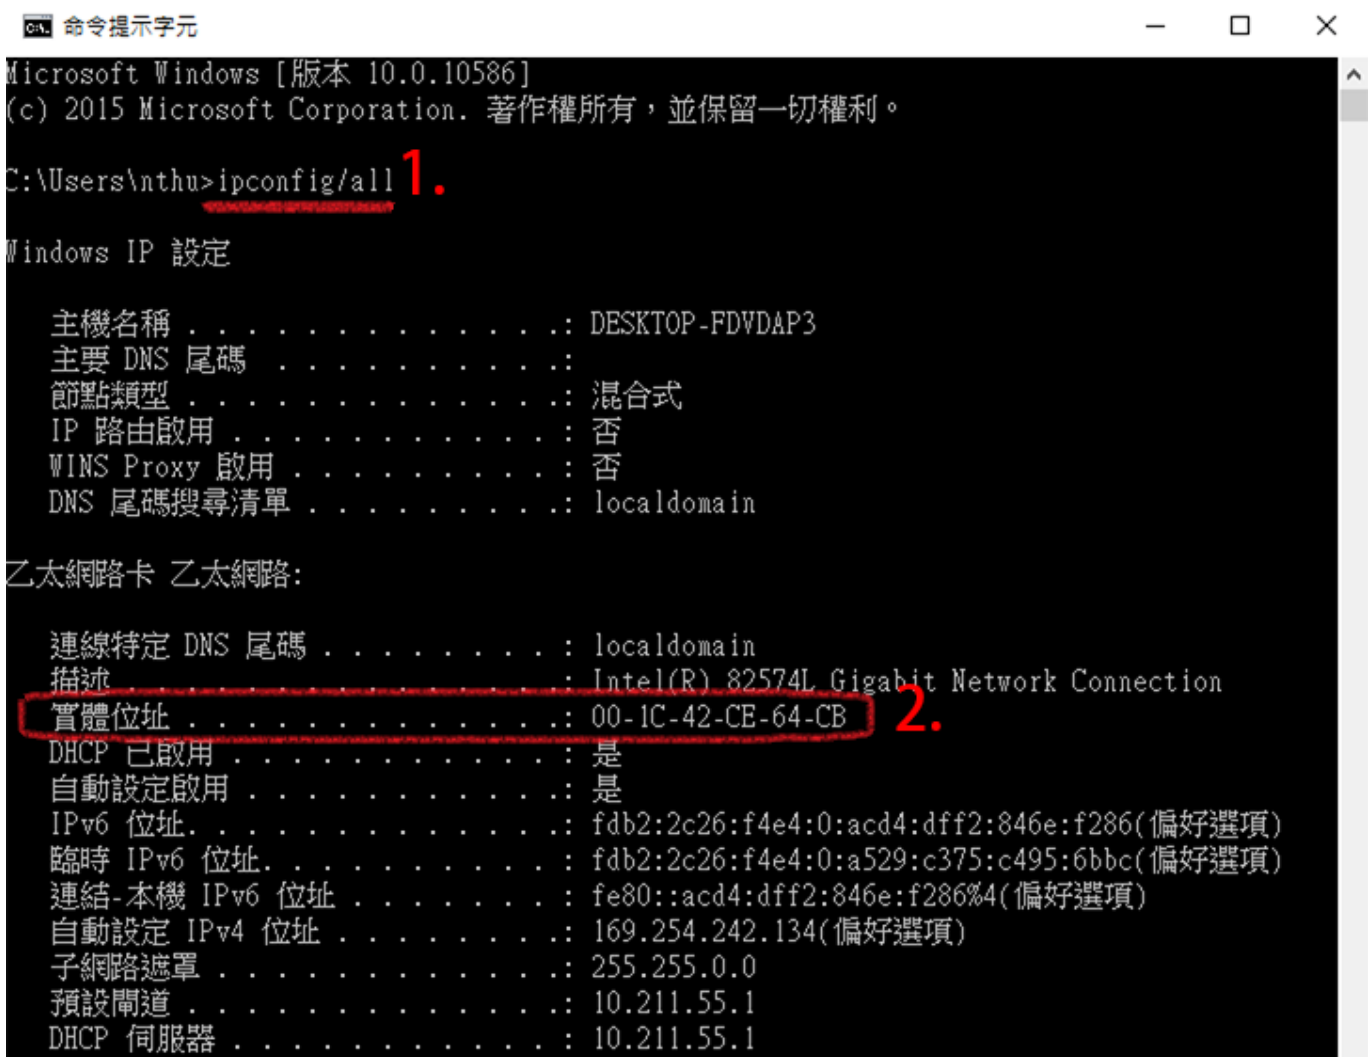 命令提示字元
Microsoft Windows [版本 10.0.10586]
(c) 2015 Microsoft Corporation. 著作權所有，並保留一切權利。
C:\Users\nthu>ipconfig/all 1.
Windows IP 設定
主機名稱 . . . . . . . . . . . . .: DESKTOP-FDVDAP3
主要 DNS 尾碼 . . . . . . . . . .:
節點類型 . . . . . . . . . . . . .: 混合式
IP 路由啟用 . . . . . . . . . . . : 否
WINS Proxy 啟用 . . . . . . . . . : 否
DNS 尾碼搜尋清單 . . . . . . . . .: localdomain
乙太網路卡 乙太網路:
連線特定 DNS 尾碼 . . . . . . . . : localdomain
描述 . . . . . . . . . . . . . . .: Intel(R) 82574L Gigabit Network Connection
實體位址 . . . . . . . . . . . . .: 00-1C-42-CE-64-CB 2.
DHCP 已啟用 . . . . . . . . . . . : 是
自動設定啟用 . . . . . . . . . . .: 是
IPv6 位址. . . . . . . . . . . . .: fdb2:2c26:f4e4:0:acd4:dff2:846e:f286(偏好選項)
臨時 IPv6 位址. . . . . . . . . . : fdb2:2c26:f4e4:0:a529:c375:c495:6bbc(偏好選項)
連結-本機 IPv6 位址 . . . . . . . : fe80::acd4:dff2:846e:f286%4(偏好選項)
自動設定 IPv4 位址 . . . . . . . .: 169.254.242.134(偏好選項)
子網路遮罩 . . . . . . . . . . . .: 255.255.0.0
預設閘道 . . . . . . . . . . . . .: 10.211.55.1
DHCP 伺服器 . . . . . . . . . . . : 10.211.55.1